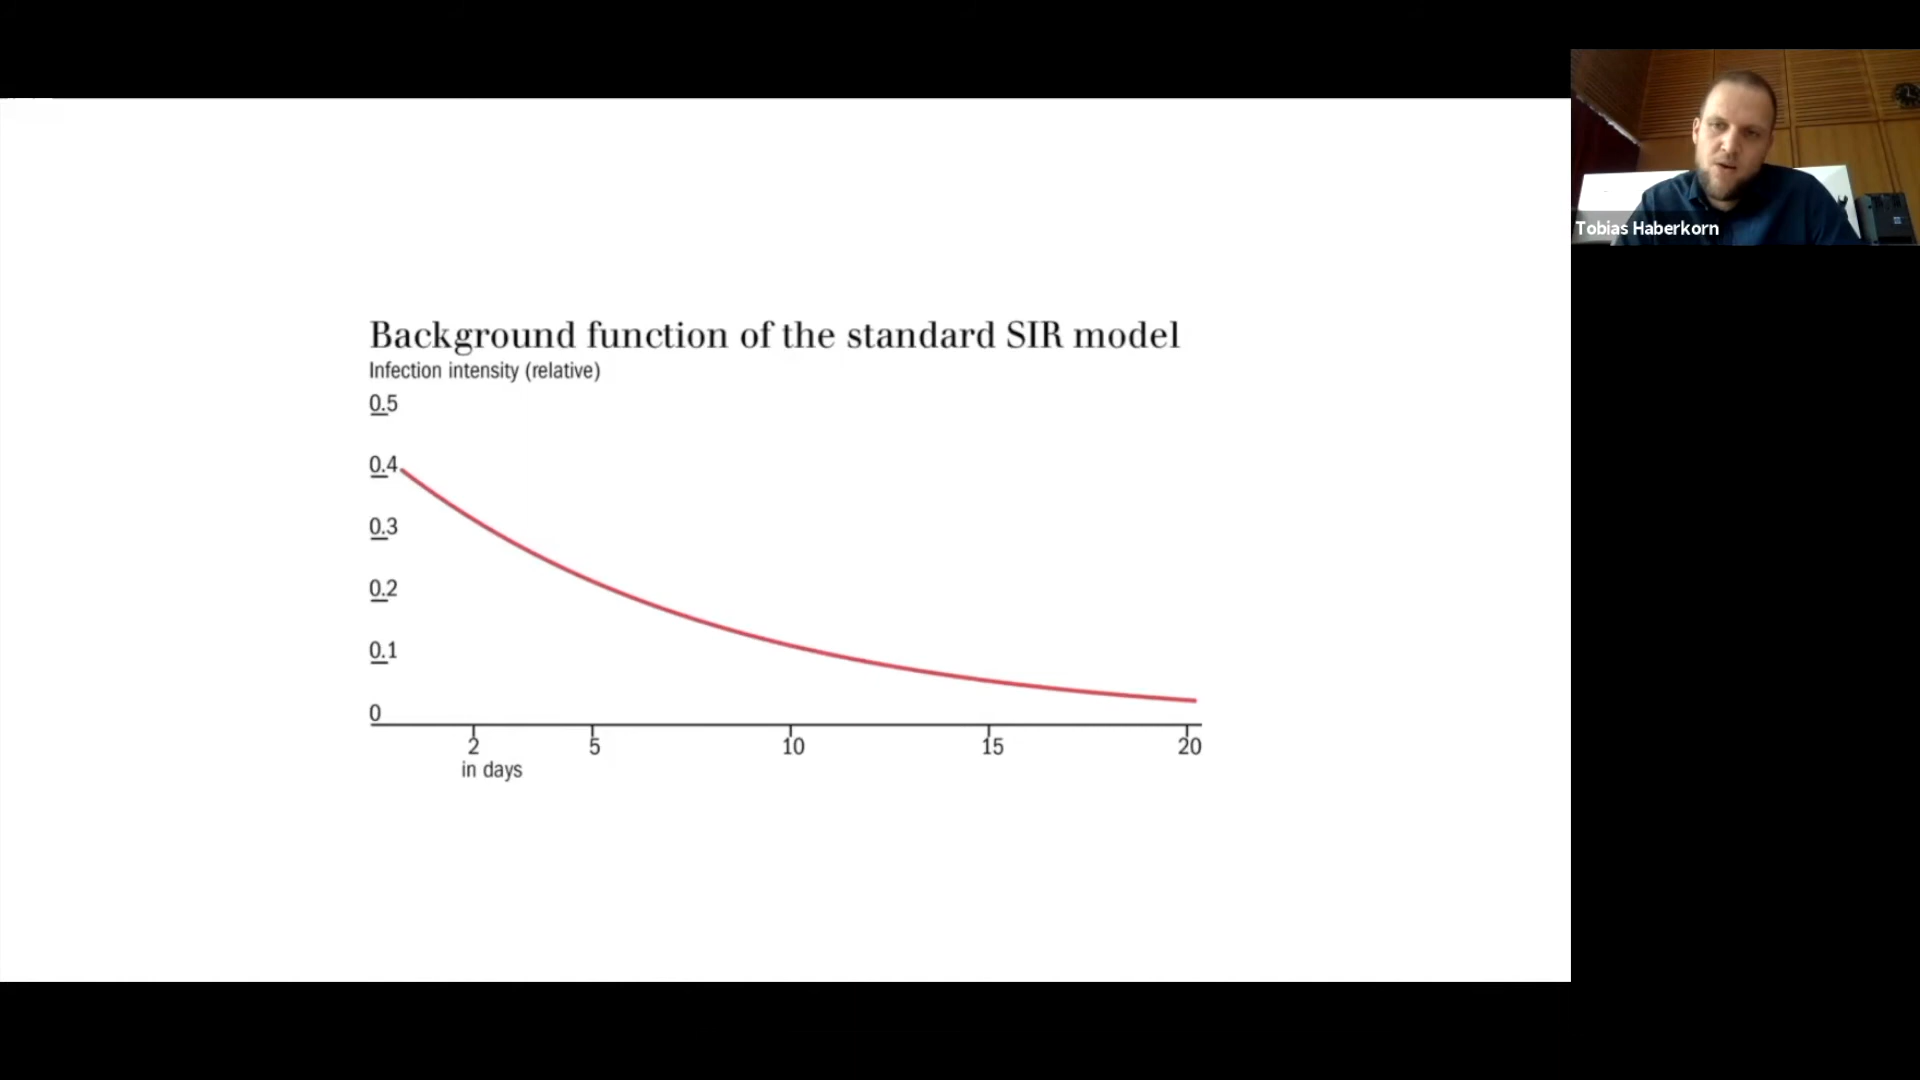 Background function of the standard SIR model
Infection intensity (relative)
0.5
0.4
0.3
0.2
0.1
0
2 5 10 15 20
in days
Tobias Haberkorn